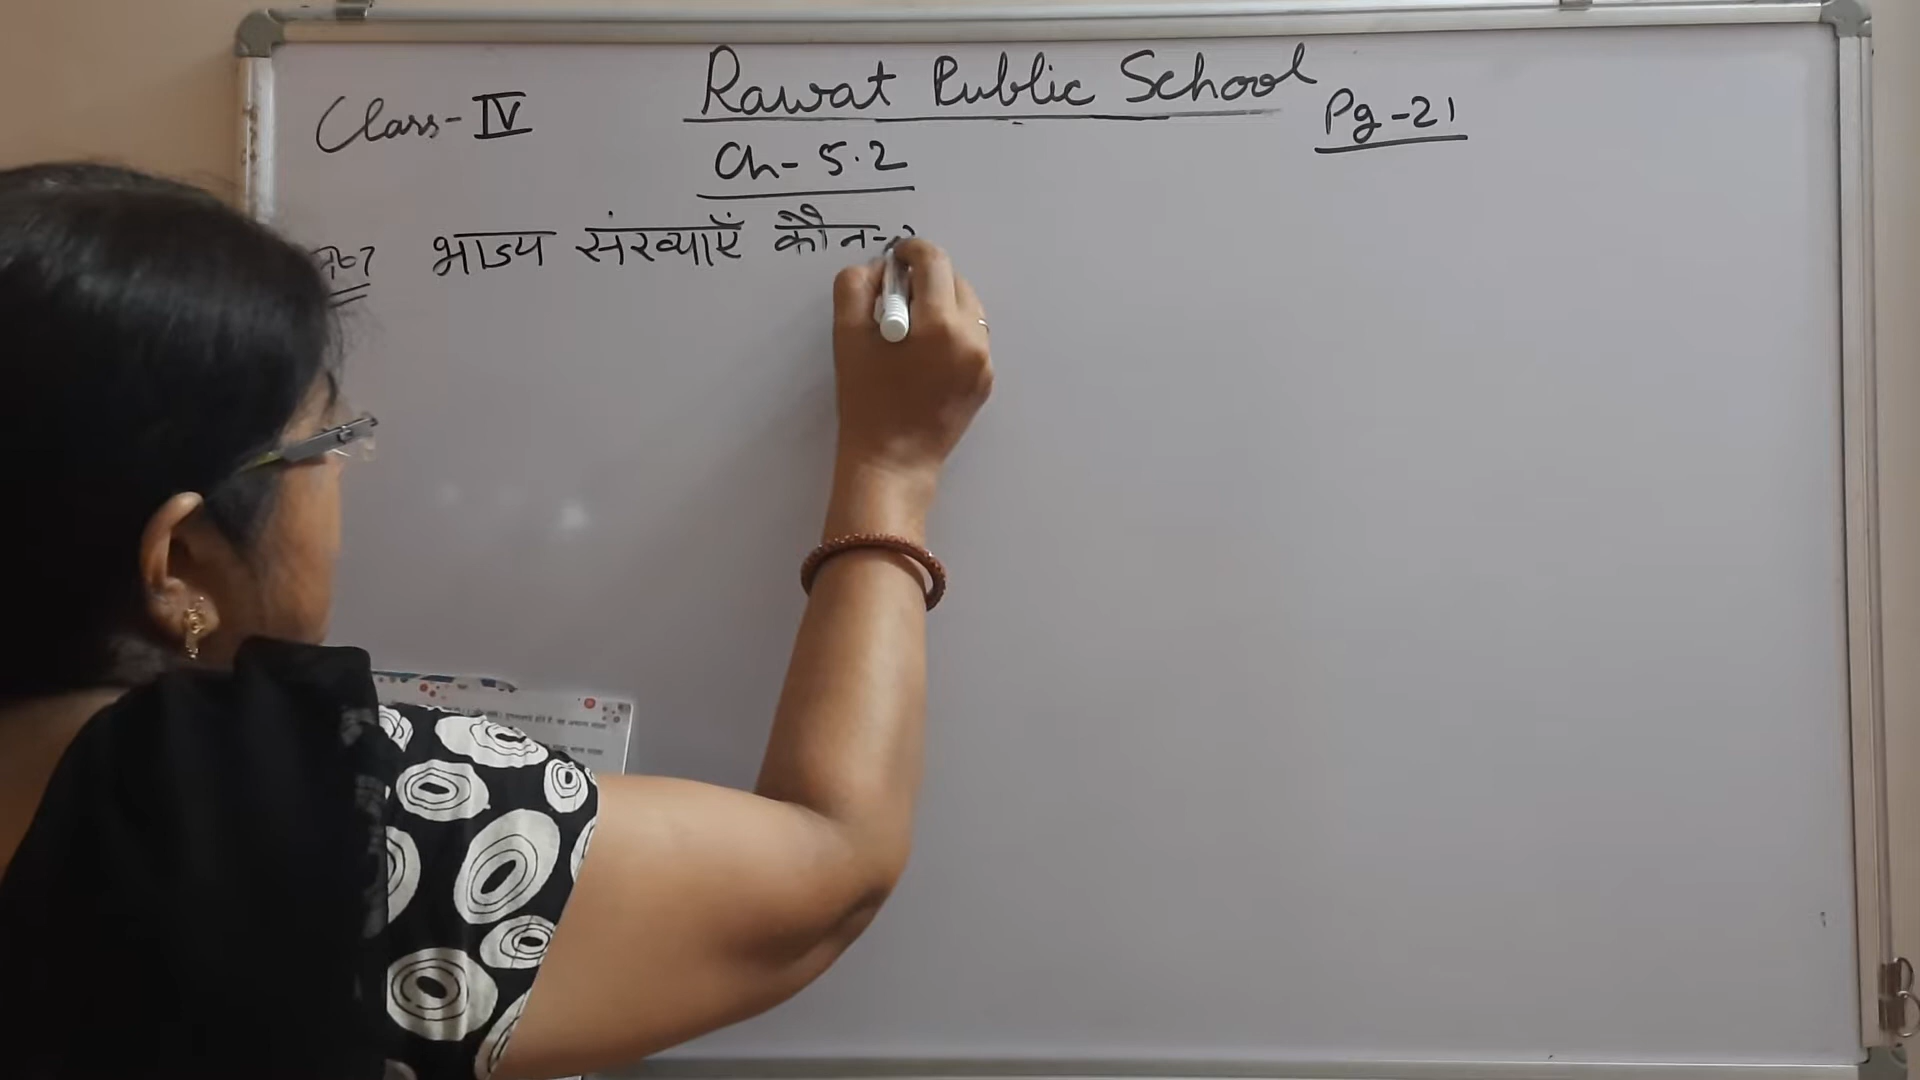 Rawat Public School
Class-IV
Pg-21
Ch-5.2
भाज्य संख्याएँ कौन-